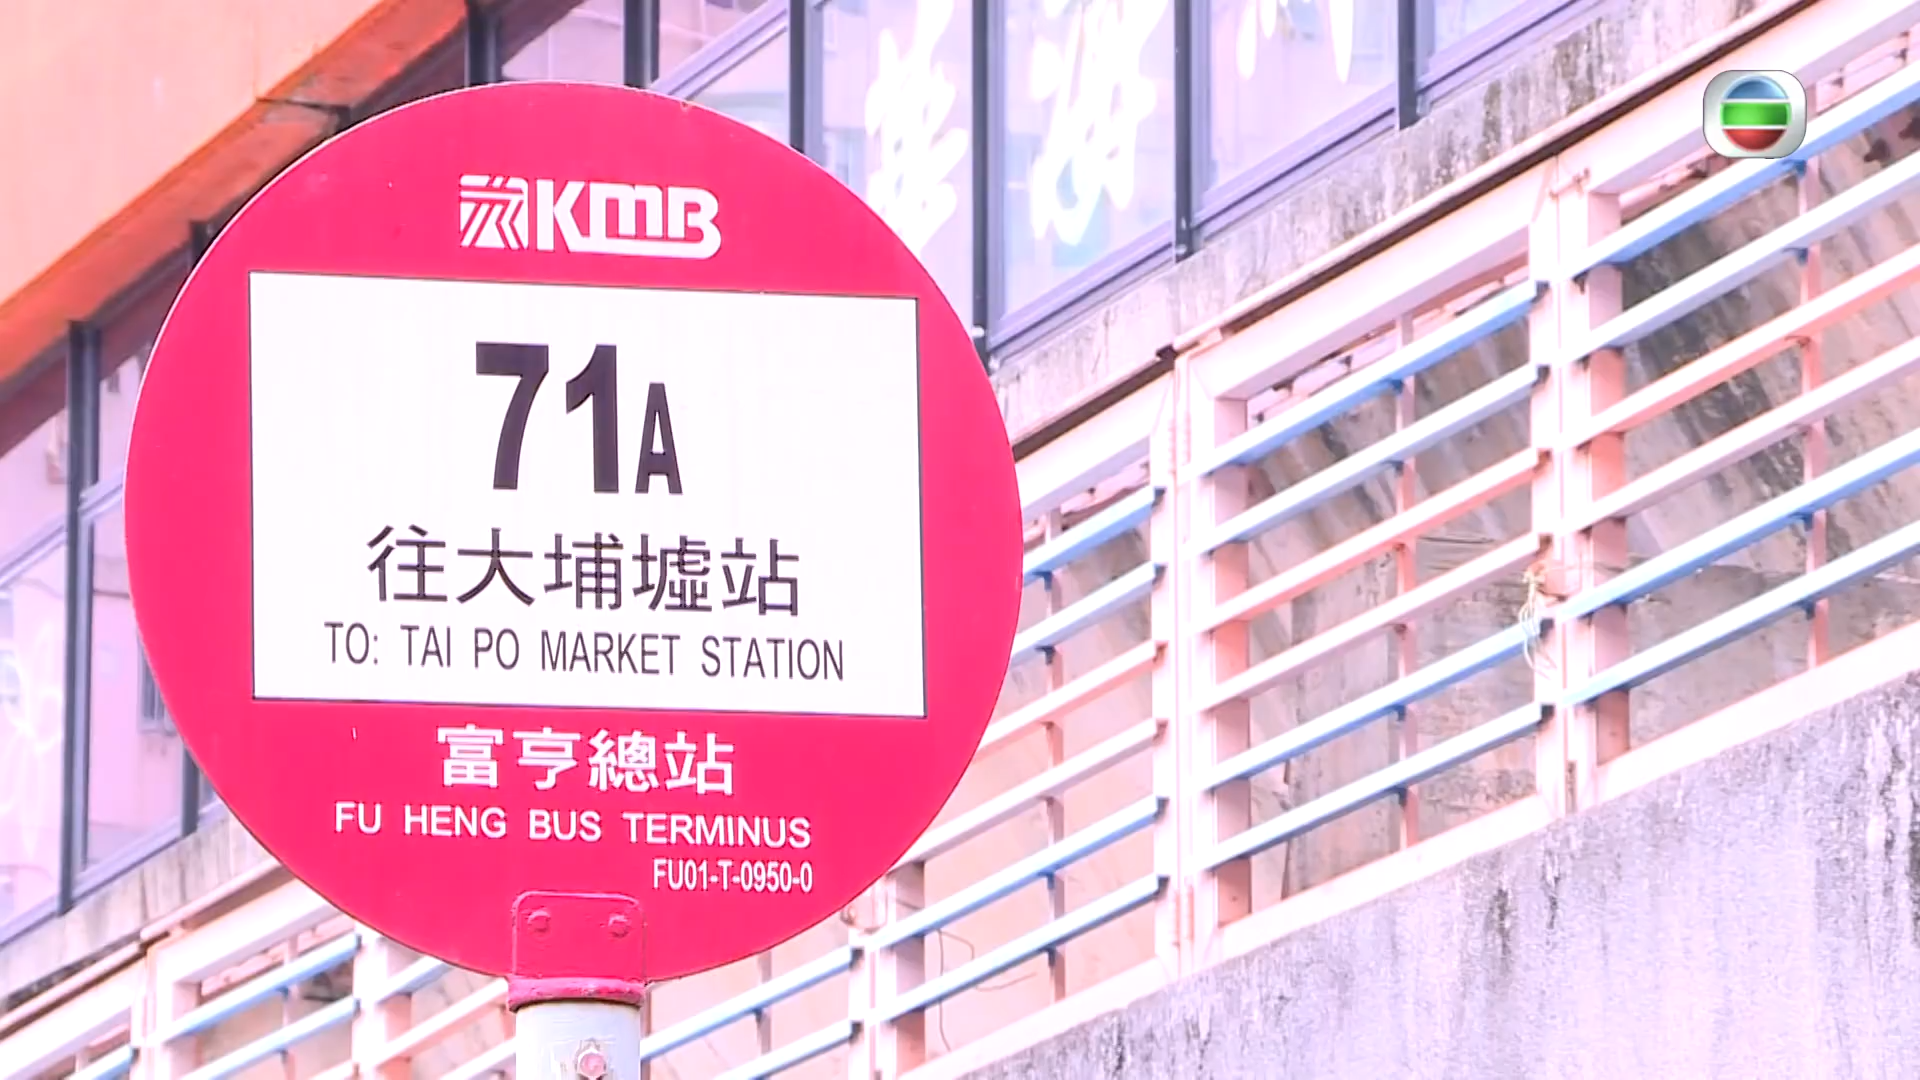 KMB
71A
往大埔墟站
TO: TAI PO MARKET STATION
富亨總站
FU HENG BUS TERMINUS
FU01-T-0950-0